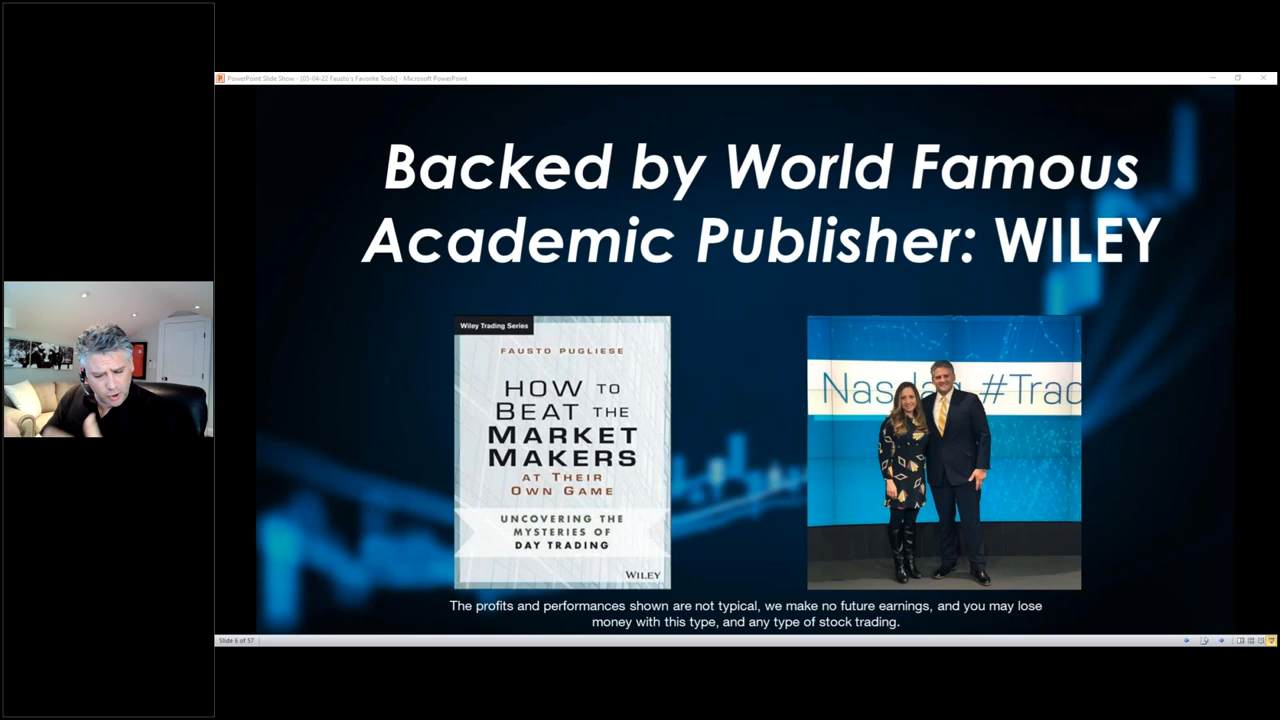 PowerPoint Slide Show - [05-04-22 Fausto's Favorite Tools] - Microsoft PowerPoint
Backed by World Famous
Academic Publisher: WILEY
Wiley Trading Series
FAUSTO PUGLIESE
HOW TO
BEAT THE
MARKET
MAKERS
AT THEIR
OWN GAME
UNCOVERING THE
MYSTERIES OF
DAY TRADING
WILEY
Nasdaq #Trad
The profits and performances shown are not typical, we make no future earnings, and you may lose
money with this type, and any type of stock trading.
Slide 6 of 57